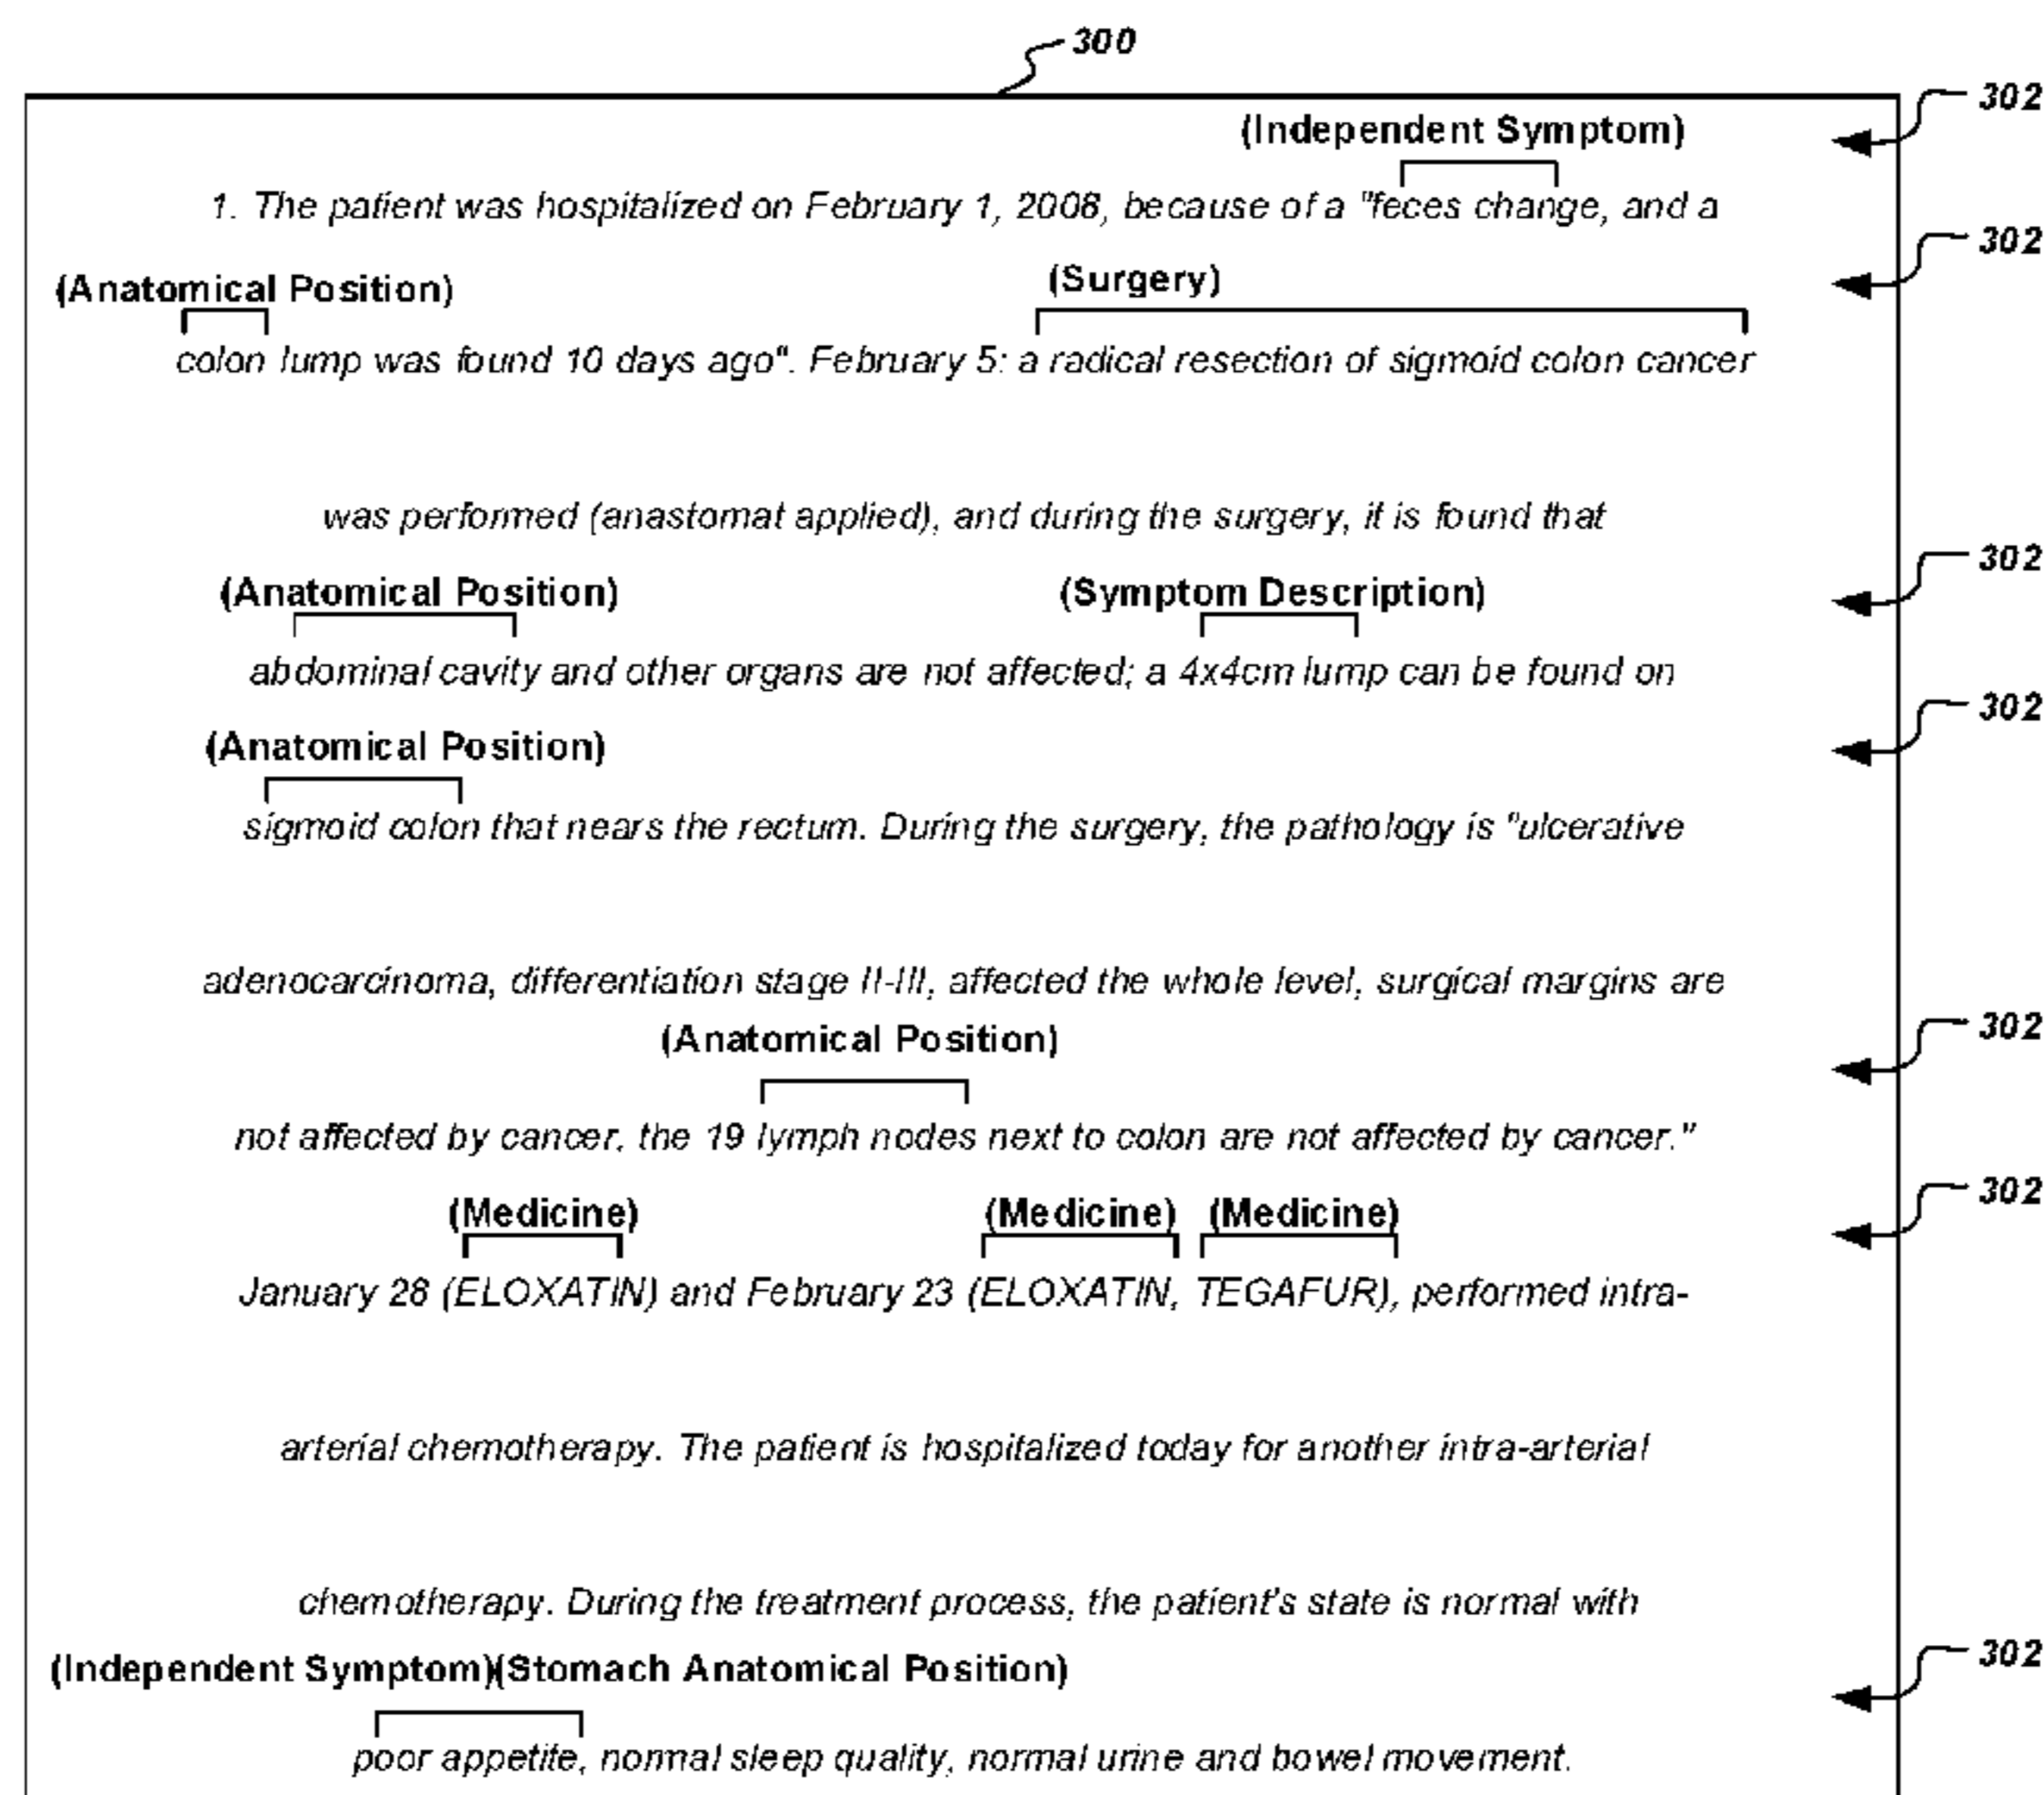 300
302
(Independent Symptom)
1. The patient was hospitalized on February 1, 2008, because of a "feces change, and a
302
(Anatomical Position) (Surgery)
colon lump was found 10 days ago". February 5: a radical resection of sigmoid colon cancer
was performed (anastomat applied), and during the surgery, it is found that
302
(Anatomical Position) (Symptom Description)
abdominal cavity and other organs are not affected; a 4x4cm lump can be found on
302
(Anatomical Position)
sigmoid colon that nears the rectum. During the surgery, the pathology is "ulcerative
adenocarcinoma, differentiation stage II-III, affected the whole level, surgical margins are
302
(Anatomical Position)
not affected by cancer, the 19 lymph nodes next to colon are not affected by cancer."
302
(Medicine) (Medicine) (Medicine)
January 28 (ELOXATIN) and February 23 (ELOXATIN, TEGAFUR), performed intra-
arterial chemotherapy. The patient is hospitalized today for another intra-arterial
chemotherapy. During the treatment process, the patient's state is normal with
302
(Independent Symptom)(Stomach Anatomical Position)
poor appetite, normal sleep quality, normal urine and bowel movement.